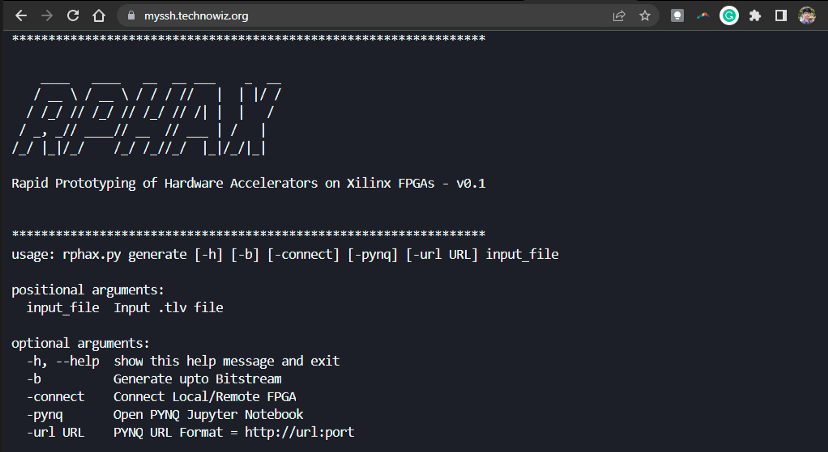 myssh.technowiz.org
*****************************************************************
RPHAX
Rapid Prototyping of Hardware Accelerators on Xilinx FPGAs - v0.1
*****************************************************************
usage: rphax.py generate [-h] [-b] [-connect] [-pynq] [-url URL] input_file
positional arguments:
input_file  Input .tlv file
optional arguments:
-h, --help  show this help message and exit
-b          Generate upto Bitstream
-connect    Connect Local/Remote FPGA
-pynq       Open PYNQ Jupyter Notebook
-url URL    PYNQ URL Format = http://url:port